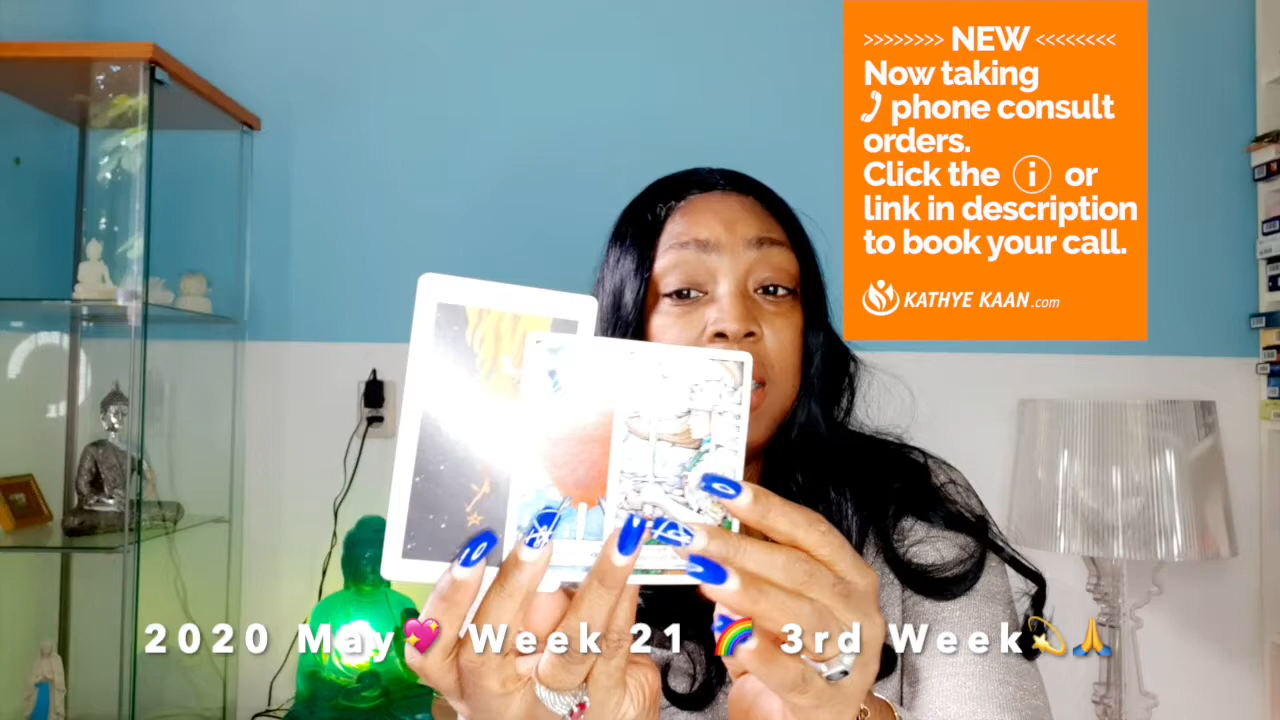 >>>>>>>> NEW <<<<<<<<
Now taking
phone consult
orders.
Click the ⓘ or
link in description
to book your call.
KATHYE KAAN.com
2020 May💖 Week 21 🌈 3rd Week💫🙏